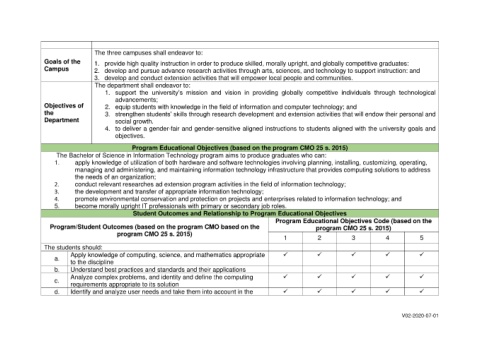 The three campuses shall endeavor to:
Goals of the Campus
1. provide high quality instruction in order to produce skilled, morally upright, and globally competitive graduates;
2. develop and pursue advance research activities through arts, sciences, and technology to support instruction; and
3. develop and conduct extension activities that will empower local people and communities.
Objectives of the Department
The department shall endeavor to:
1. support the university's mission and vision in providing globally competitive individuals through technological
advancements;
2. equip students with knowledge in the field of information and computer technology; and
3. strengthen students' skills through research development and extension activities that will endow their personal and
social growth.
4. to deliver a gender-fair and gender-sensitive aligned instructions to students aligned with the university goals and
objectives.
Program Educational Objectives (based on the program CMO 25 s. 2015)
The Bachelor of Science in Information Technology program aims to produce graduates who can:
1. apply knowledge of utilization of both hardware and software technologies involving planning, installing, customizing, operating,
managing and administering, and maintaining information technology infrastructure that provides computing solutions to address
the needs of an organization;
2. conduct relevant researches ad extension program activities in the field of information technology;
3. the development and transfer of appropriate information technology;
4. promote environmental conservation and protection on projects and enterprises related to information technology; and
5. become morally upright IT professionals with primary or secondary job roles.
Student Outcomes and Relationship to Program Educational Objectives
Program/Student Outcomes (based on the program CMO based on the
program CMO 25 s. 2015)
Program Educational Objectives Code (based on the
program CMO 25 s. 2015)
1 2 3 4 5
The students should:
a. Apply knowledge of computing, science, and mathematics appropriate
to the discipline ✓ ✓ ✓ ✓ ✓
b. Understand best practices and standards and their applications
c. Analyze complex problems, and identity and define the computing
requirements appropriate to its solution ✓ ✓ ✓ ✓ ✓
d. Identify and analyze user needs and take them into account in the ✓ ✓ ✓ ✓ ✓
V02-2020-07-01